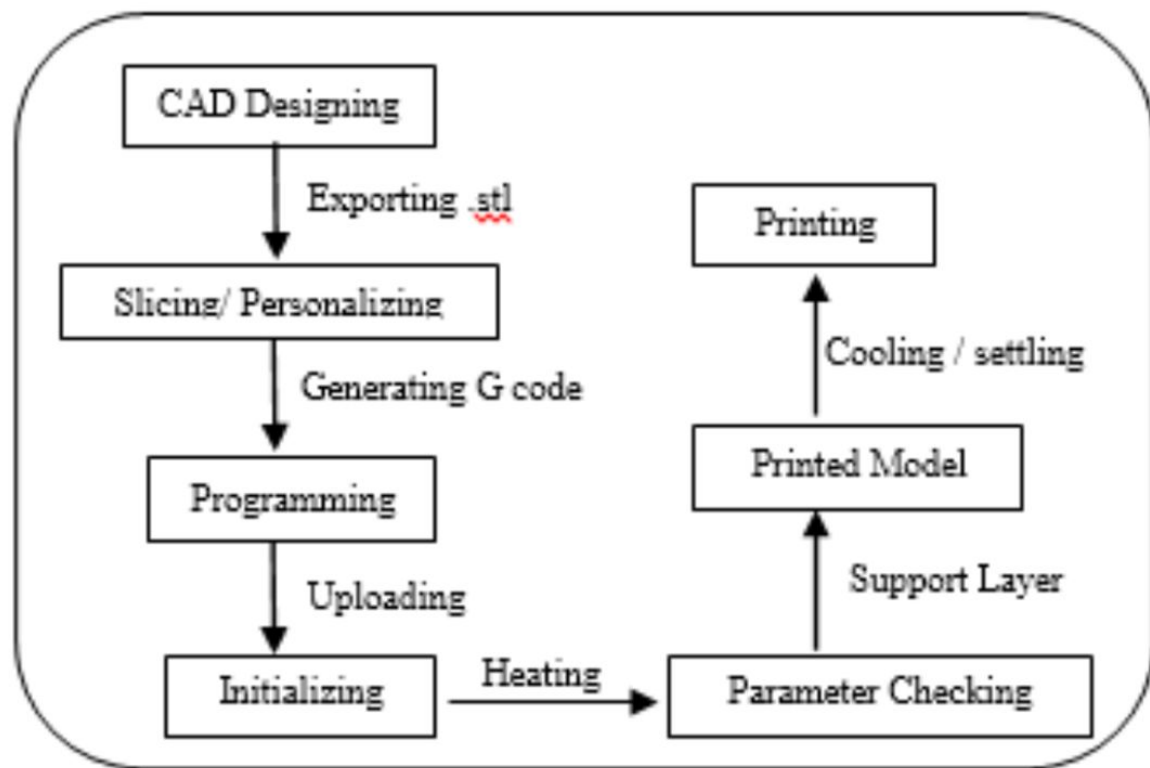 CAD Designing
Exporting .stl
Slicing/ Personalizing
Generating G code
Programming
Uploading
Initializing
Heating
Parameter Checking
Support Layer
Printed Model
Cooling / settling
Printing